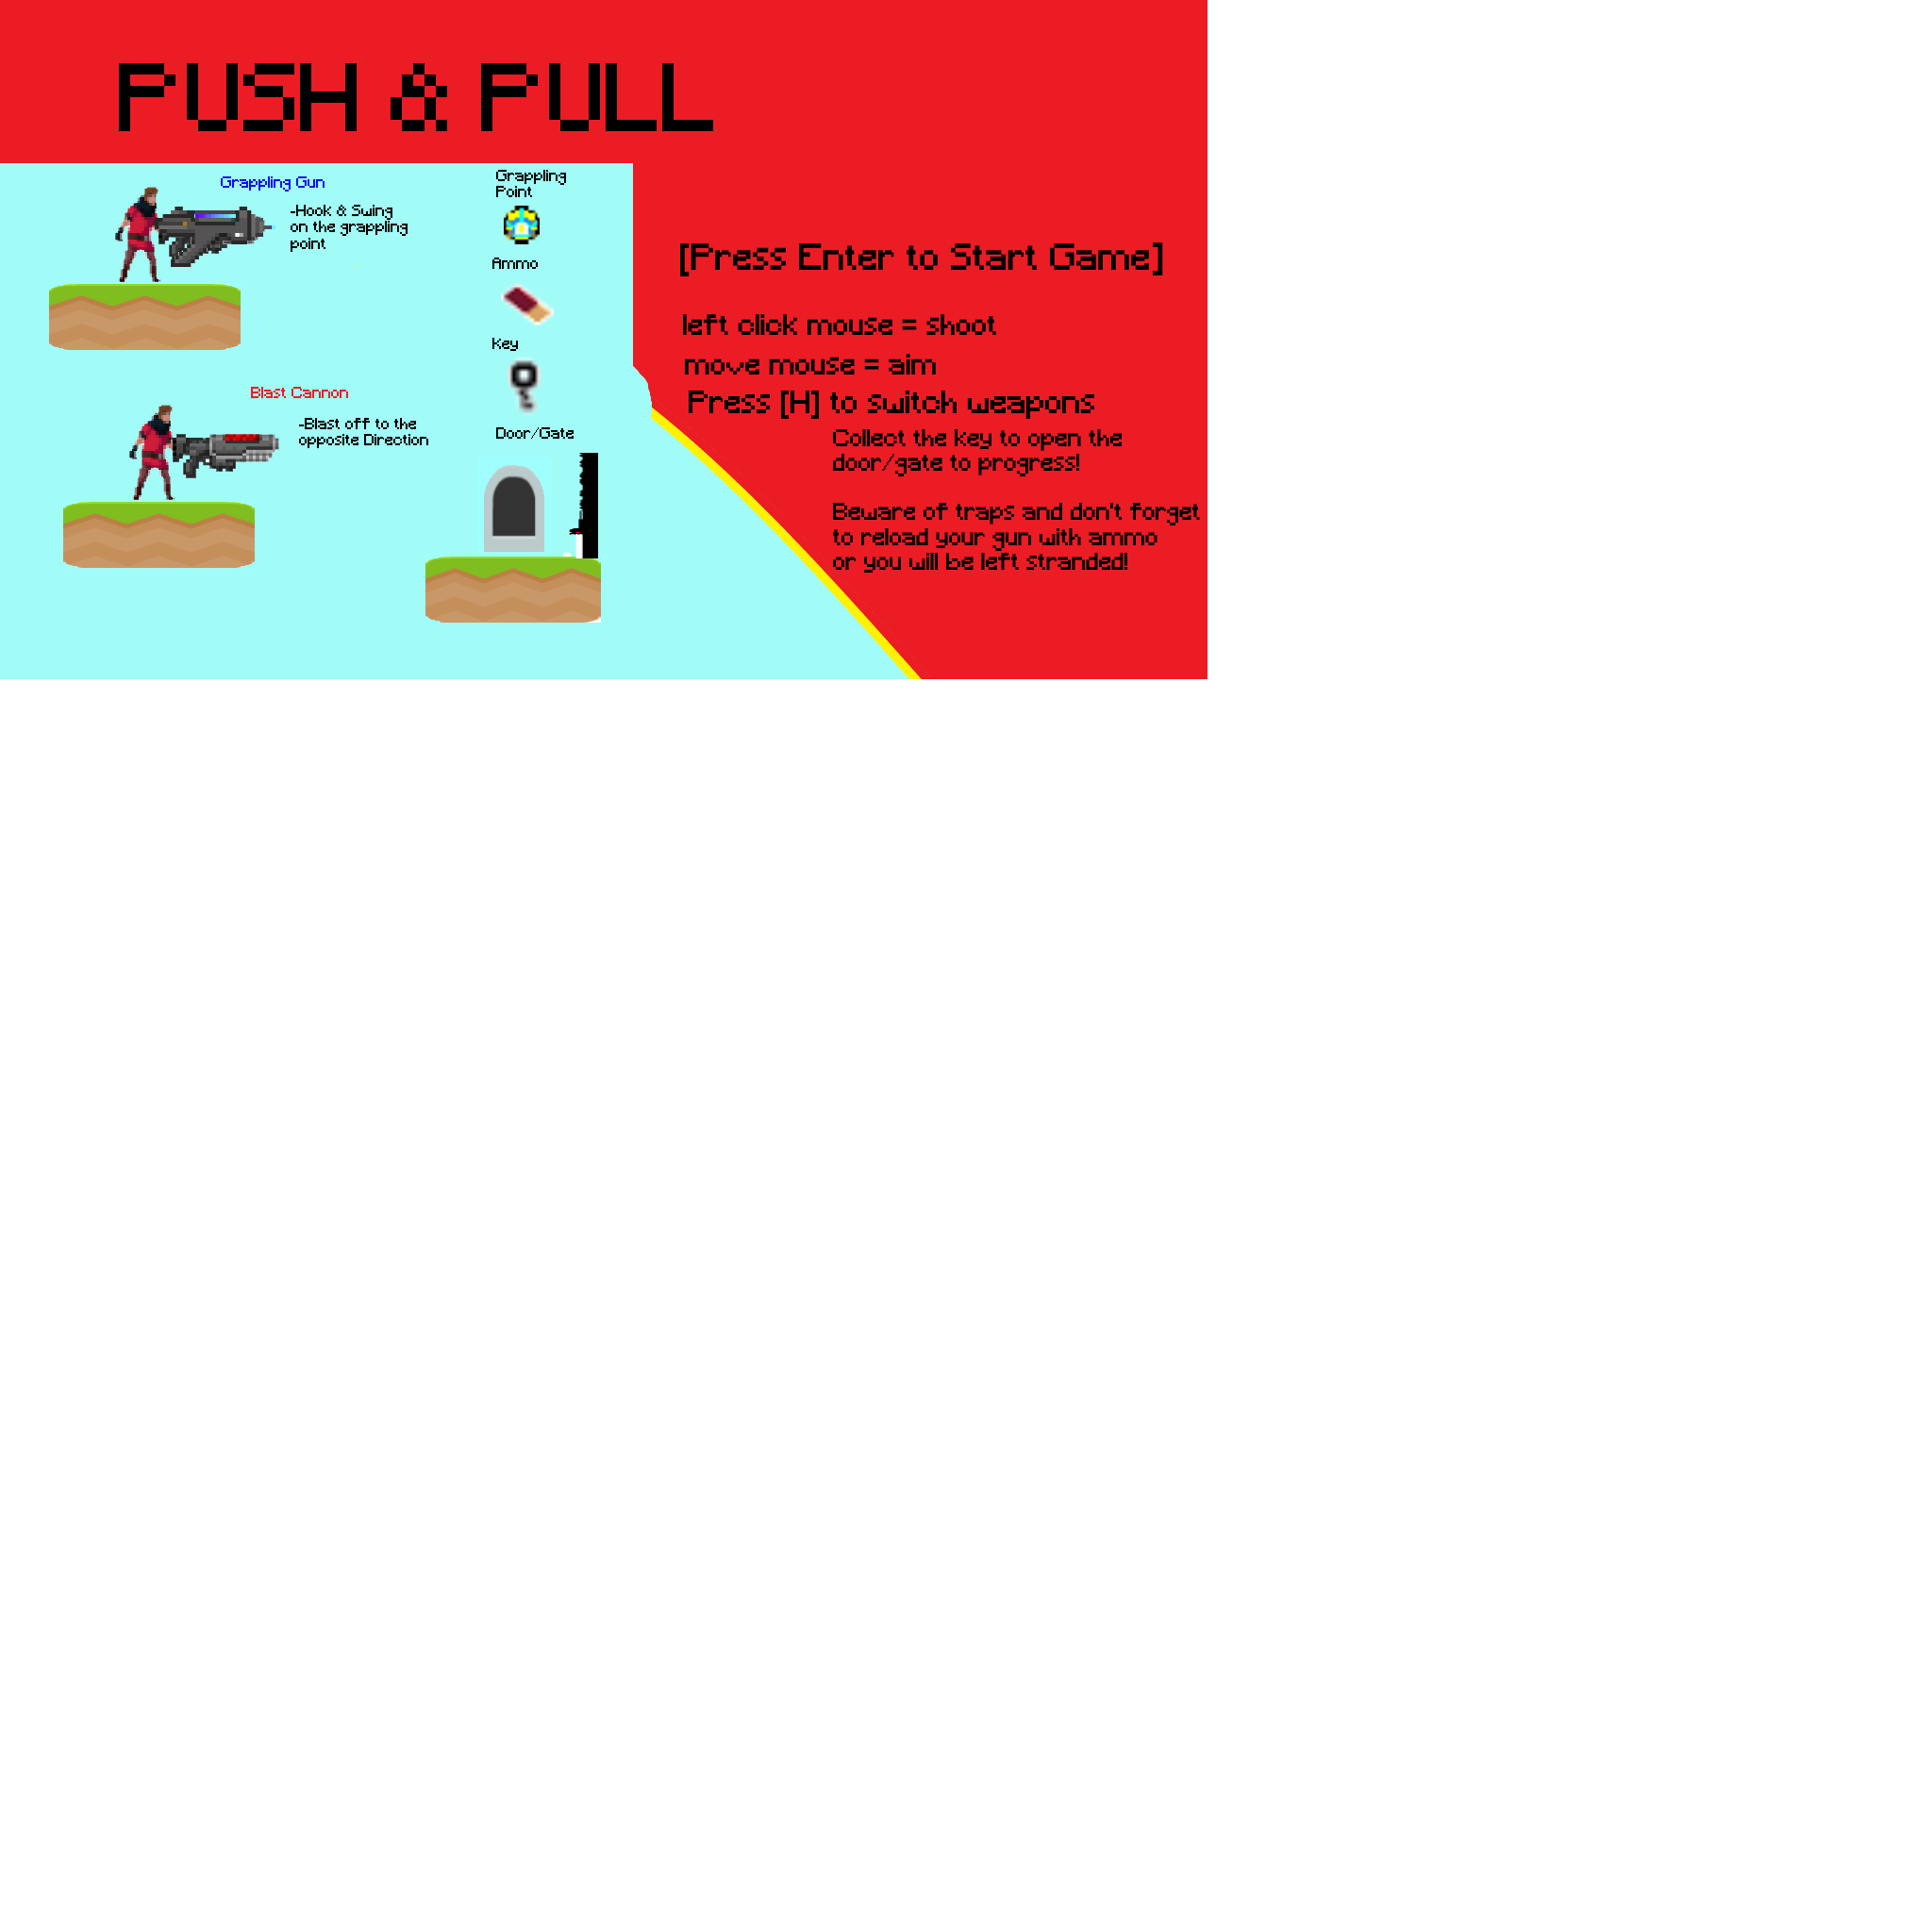 PUSH & PULL
Grappling Gun
-Hook & Swing
on the grappling
point
Blast Cannon
-Blast off to the
opposite Direction
Grappling
Point
Ammo
Key
Door/Gate
[Press Enter to Start Game]
left click mouse = shoot
move mouse = aim
Press [H] to switch weapons
Collect the key to open the
door/gate to progress!
Beware of traps and don't forget
to reload your gun with ammo
or you will be left stranded!